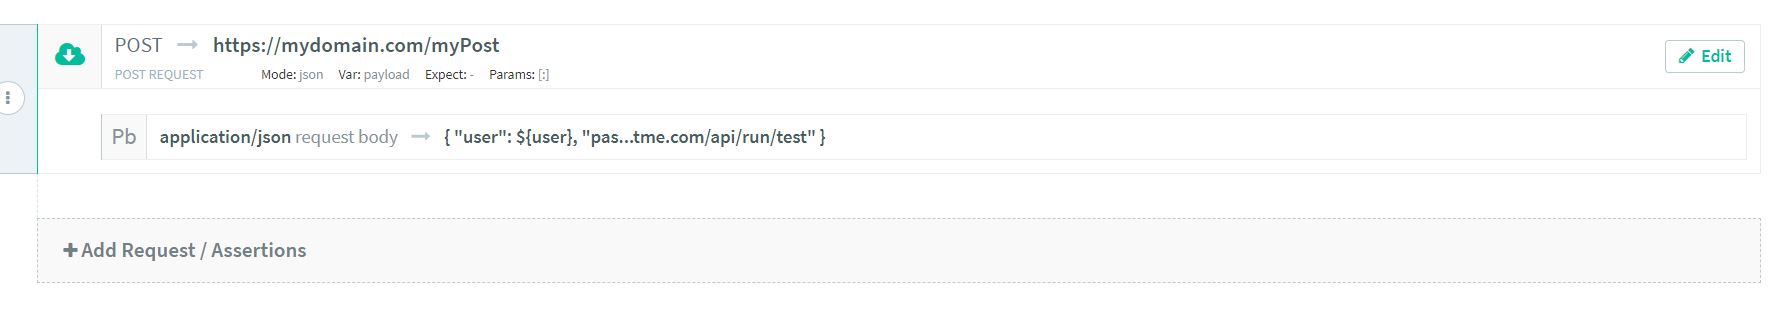 POST https://mydomain.com/myPost
POST REQUEST Mode: json Var: payload Expect: - Params: [:]
Edit
Pb application/json request body { "user": ${user}, "pas...tme.com/api/run/test" }
+ Add Request / Assertions